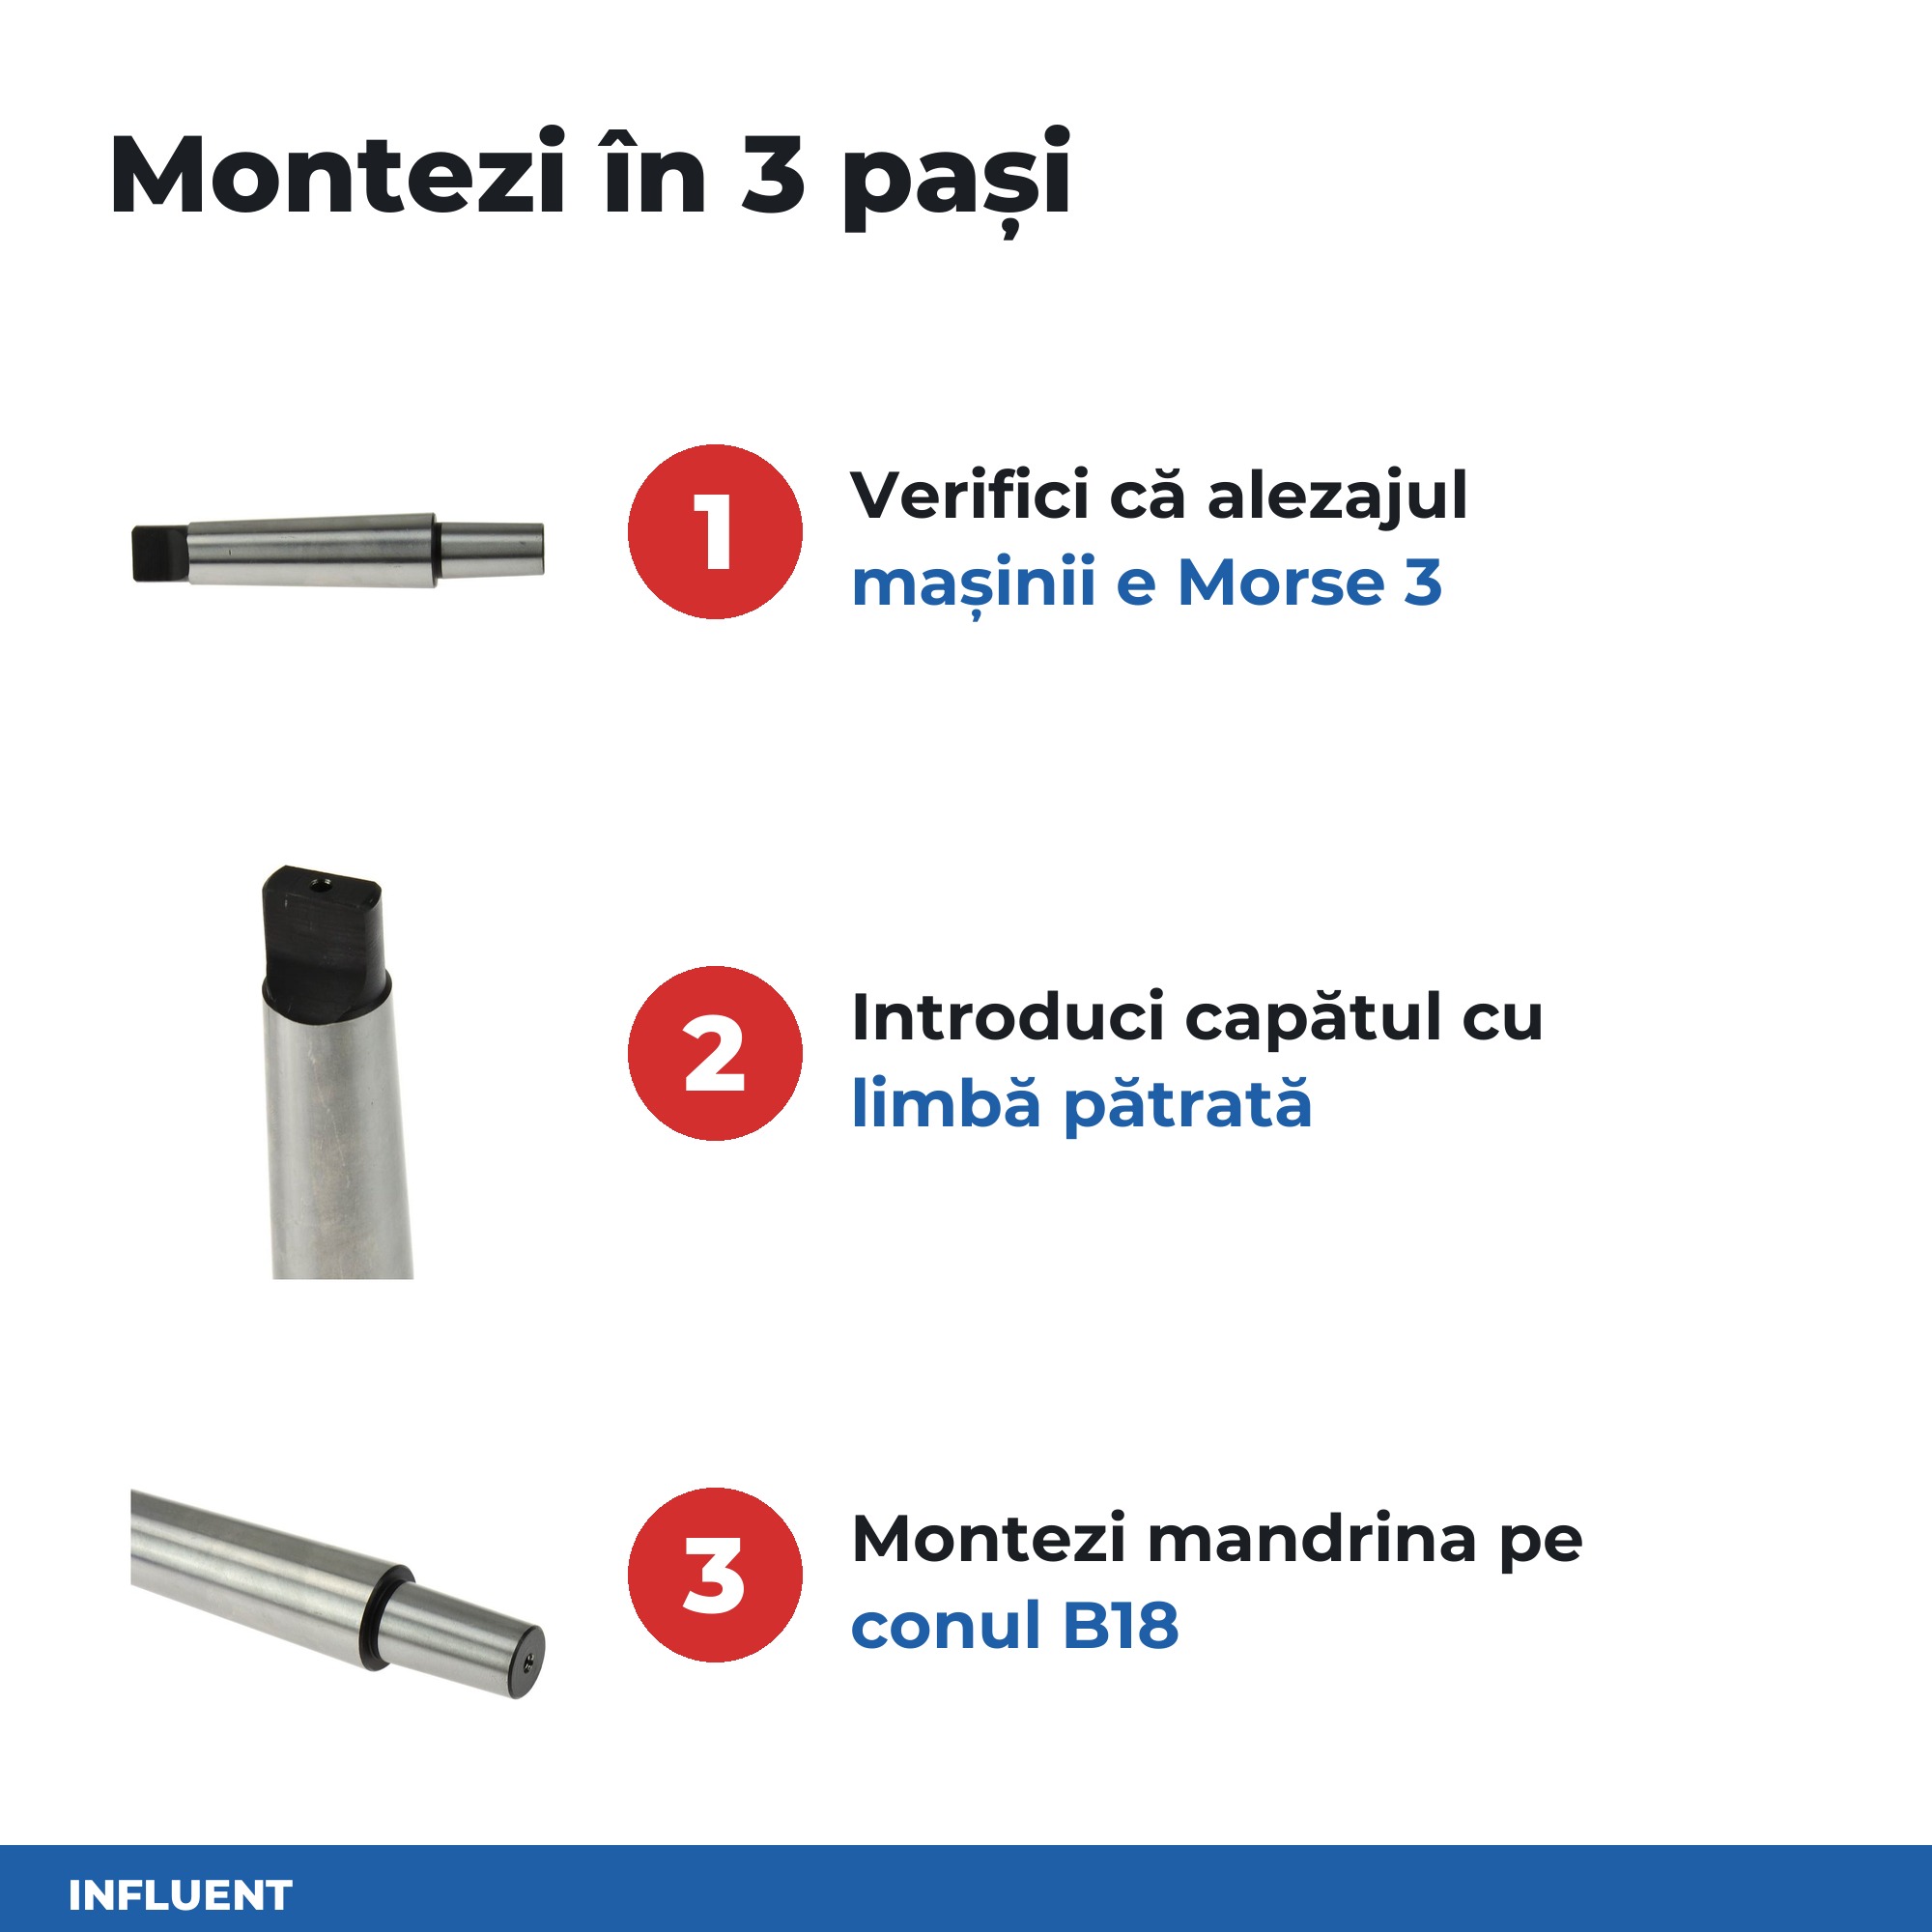 Montezi în 3 pași
1
Verifici că alezajul
mașinii e Morse 3
2
Introduci capătul cu
limbă pătrată
3
Montezi mandrina pe
conul B18
INFLUENT